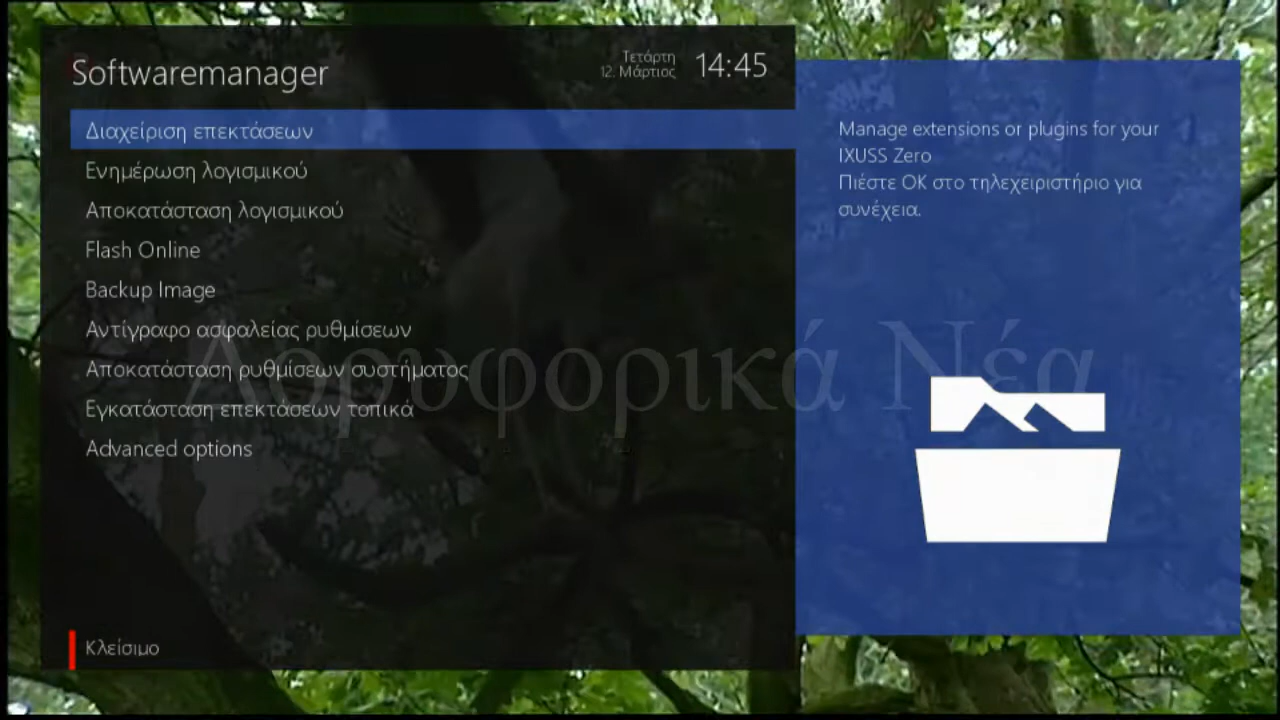 Softwaremanager
Τετάρτη
12. Μάρτιος
14:45
Διαχείριση επεκτάσεων
Ενημέρωση λογισμικού
Αποκατάσταση λογισμικού
Flash Online
Backup Image
Αντίγραφο ασφαλείας ρυθμίσεων
Αποκατάσταση ρυθμίσεων συστήματος
Εγκατάσταση επεκτάσεων τοπικά
Advanced options
Κλείσιμο
Manage extensions or plugins for your
IXUSS Zero
Πιέστε ΟΚ στο τηλεχειριστήριο για
συνέχεια.
Δορυφορικά Νέα